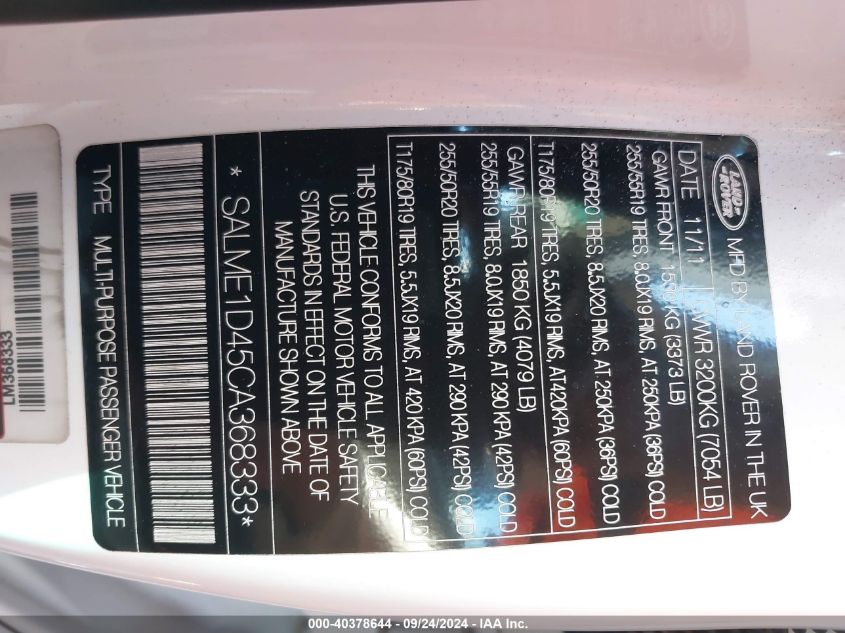 LAND
ROVER
MFD BY LAND ROVER IN THE UK
DATE 11/11 GVWR 3200KG (7054 LB)
GAWR FRONT 1530 KG (3373 LB)
255/55R19 TIRES, 8.0JX19 RIMS, AT 250KPA (36PSI) COLD
255/50R20 TIRES, 8.5JX20 RIMS, AT 250KPA (36PSI) COLD
T175/80R19 TIRES, 5.5JX19 RIMS, AT420KPA (60PSI) COLD
GAWR REAR 1850 KG (4079 LB)
255/55R19 TIRES, 8.0JX19 RIMS, AT 290 KPA (42PSI) COLD
255/50R20 TIRES, 8.5JX20 RIMS, AT 290 KPA (42PSI) COLD
T175/80R19 TIRES, 5.5JX19 RIMS, AT 420 KPA (60PSI) COLD
THIS VEHICLE CONFORMS TO ALL APPLICABLE
U.S. FEDERAL MOTOR VEHICLE SAFETY
STANDARDS IN EFFECT ON THE DATE OF
MANUFACTURE SHOWN ABOVE
* SALME1D45CA368333*
TYPE MULTI-PURPOSE PASSENGER VEHICLE
LM368333
00-40378644 - 09/24/2024 - IAA Inc.